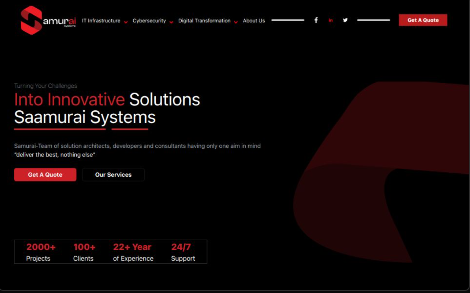 amurai
IT Infrastructure
Cybersecurity
Digital Transformation
About Us
Get A Quote
Turning Your Challenges
Into Innovative Solutions
Saamurai Systems
Samurai-Team of solution architects, developers and consultants having only one aim in mind
"deliver the best, nothing else"
Get A Quote
Our Services
2000+ 100+ 22+ Year 24/7
Projects Clients of Experience Support